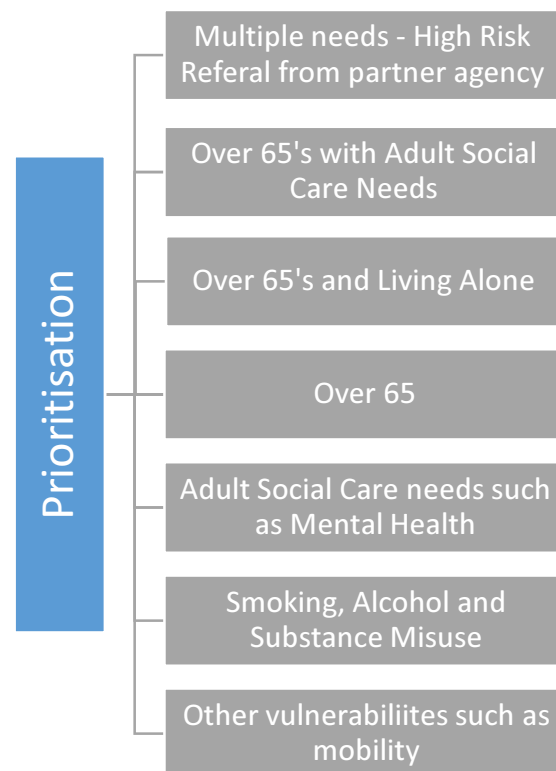 Prioritisation
Multiple needs - High Risk
Referal from partner agency
Over 65's with Adult Social
Care Needs
Over 65's and Living Alone
Over 65
Adult Social Care needs such
as Mental Health
Smoking, Alcohol and
Substance Misuse
Other vulnerabiliites such as
mobility